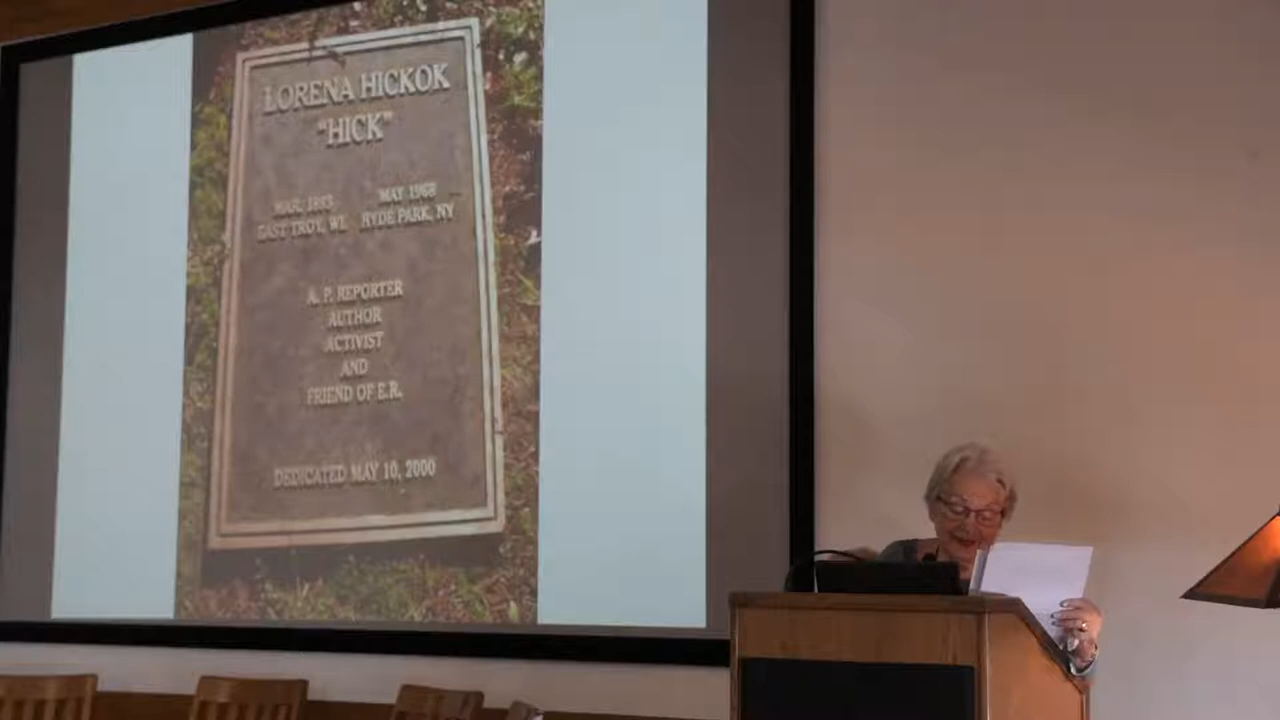 LORENA HICKOK
"HICK"
MAR. 1893 MAY 1968
EAST TROY, WI. HYDE PARK, NY
A. P. REPORTER
AUTHOR
ACTIVIST
AND
FRIEND OF E.R.
DEDICATED MAY 10, 2000